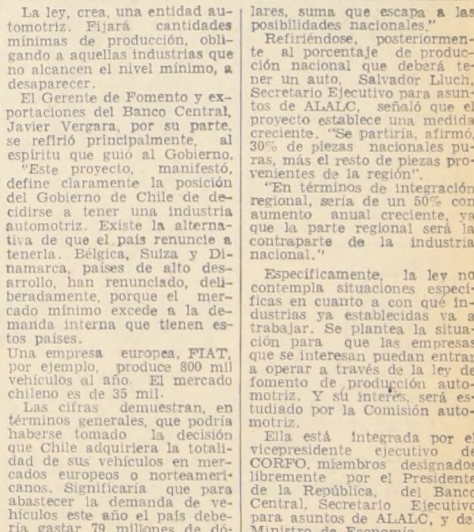 La ley, crea, una entidad au-
tomotriz. Fijará cantidades
mínimas de producción, obli-
gando a aquellas industrias que
no alcancen el nivel mínimo, a
desaparecer.
El Gerente de Fomento y ex-
portaciones del Banco Central,
Javier Vergara, por su parte,
se refirió principalmente, al
espíritu que guió al Gobierno.
"Este proyecto, manifestó,
define claramente la posición
del Gobierno de Chile de de-
cidirse a tener una industria
automotriz. Existe la alterna-
tiva de que el país renuncie a
tenerla. Bélgica, Suiza y Di-
namarca, países de alto des-
arrollo, han renunciado, deli-
beradamente, porque el mer-
cado mínimo excede a la de-
manda interna que tienen es-
tos países.
Una empresa europea, FIAT,
por ejemplo, produce 800 mil
vehículos al año. El mercado
chileno es de 35 mil.
Las cifras demuestran, en
términos generales, que podría
haberse tomado la decisión
que Chile adquiriera la totali-
dad de sus vehículos en mer-
cados europeos o norteameri-
canos. Significaría que para
abastecer la demanda de ve-
hículos este año el país debe-
ría gastar 79 millones de dó-
lares, suma que escapa a las
posibilidades nacionales."
Refiriéndose, posteriormen-
te al porcentaje de produc-
ción nacional que deberá te-
ner un auto, Salvador Lluch,
Secretario Ejecutivo para asun-
tos de ALALC, señaló que el
proyecto establece una medida
creciente. "Se partiría, afirmó,
30% de piezas nacionales pu-
ras, más el resto de piezas pro-
venientes de la región".
"En términos de integración
regional, sería de un 50% con
aumento anual creciente, ya
que la parte regional será la
contraparte de la industria
nacional."
Específicamente, la ley no
contempla situaciones especí-
ficas en cuanto a con qué in-
dustrias ya establecidas va a
trabajar. Se plantea la situa-
ción para que las empresas
que se interesan puedan entrar
a operar a través de la ley de
fomento de producción auto-
motriz. Y su interés, será es-
tudiado por la Comisión auto-
motriz.
Ella está integrada por el
vicepresidente ejecutivo de
CORFO, miembros designados
libremente por el Presidente
de la República, del Banco
Central, Secretario Ejecutivo
para asuntos de ALALC, y el
Ministro de Economía